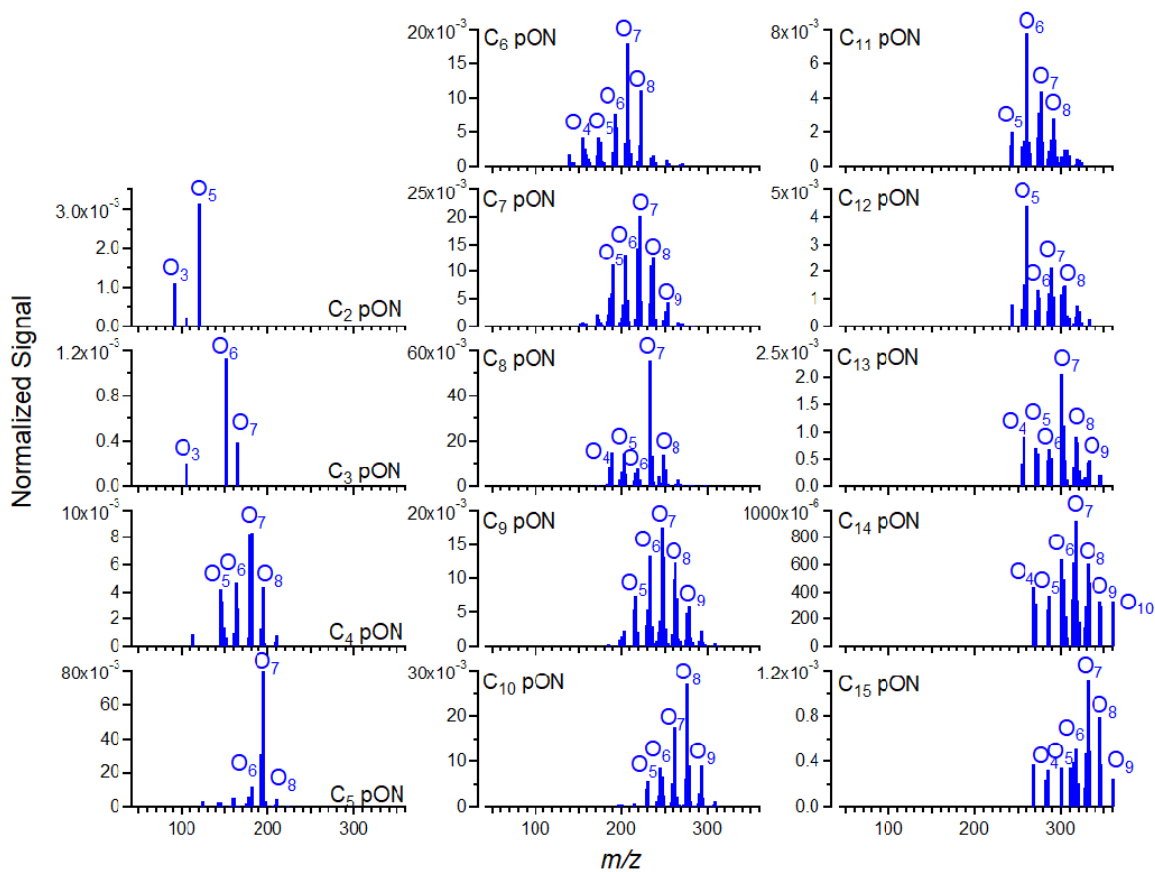 Normalized Signal
3.0x10⁻³
2.0
1.0
0.0
O₃
O₅
C₂ pON
1.2x10⁻³
0.8
0.4
0.0
O₃
O₆
O₇
C₃ pON
10x10⁻³
8
6
4
2
0
O₅
O₆
O₇
O₈
C₄ pON
80x10⁻³
60
40
20
0
O₆
O₇
O₈
C₅ pON
100 200 300
20x10⁻³
15
10
5
0
C₆ pON
O₄
O₅
O₆
O₇
O₈
25x10⁻³
20
15
10
5
0
C₇ pON
O₅
O₆
O₇
O₈
O₉
60x10⁻³
40
20
0
C₈ pON
O₄
O₅
O₆
O₇
O₈
20x10⁻³
15
10
5
0
C₉ pON
O₅
O₆
O₇
O₈
O₉
30x10⁻³
20
10
0
C₁₀ pON
O₅
O₆
O₇
O₈
O₉
100 200 300
m/z
8x10⁻³
6
4
2
0
C₁₁ pON
O₅
O₆
O₇
O₈
5x10⁻³
4
3
2
1
0
C₁₂ pON
O₅
O₆
O₇
O₈
2.5x10⁻³
2.0
1.5
1.0
0.5
0.0
C₁₃ pON
O₄
O₅
O₆
O₇
O₈
O₉
1000x10⁻⁶
800
600
400
200
0
C₁₄ pON
O₄
O₅
O₆
O₇
O₈
O₉
O₁₀
1.2x10⁻³
0.8
0.4
0.0
C₁₅ pON
O₄
O₅
O₆
O₇
O₈
O₉
100 200 300